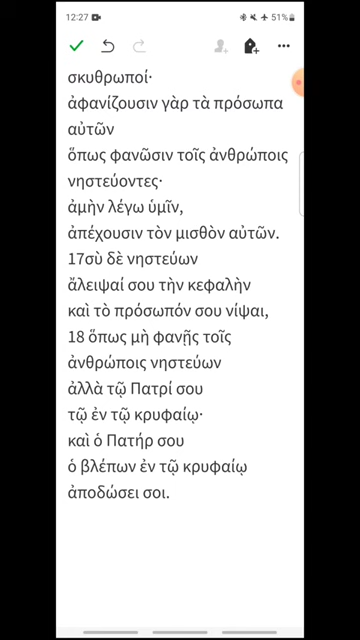 12:27 51%
σκυθρωποί·
ἀφανίζουσιν γὰρ τὰ πρόσωπα
αὐτῶν
ὅπως φανῶσιν τοῖς ἀνθρώποις
νηστεύοντες·
ἀμὴν λέγω ὑμῖν,
ἀπέχουσιν τὸν μισθὸν αὐτῶν.
17σὺ δὲ νηστεύων
ἄλειψαί σου τὴν κεφαλὴν
καὶ τὸ πρόσωπόν σου νίψαι,
18 ὅπως μὴ φανῇς τοῖς
ἀνθρώποις νηστεύων
ἀλλὰ τῷ Πατρί σου
τῷ ἐν τῷ κρυφαίῳ·
καὶ ὁ Πατήρ σου
ὁ βλέπων ἐν τῷ κρυφαίῳ
ἀποδώσει σοι.